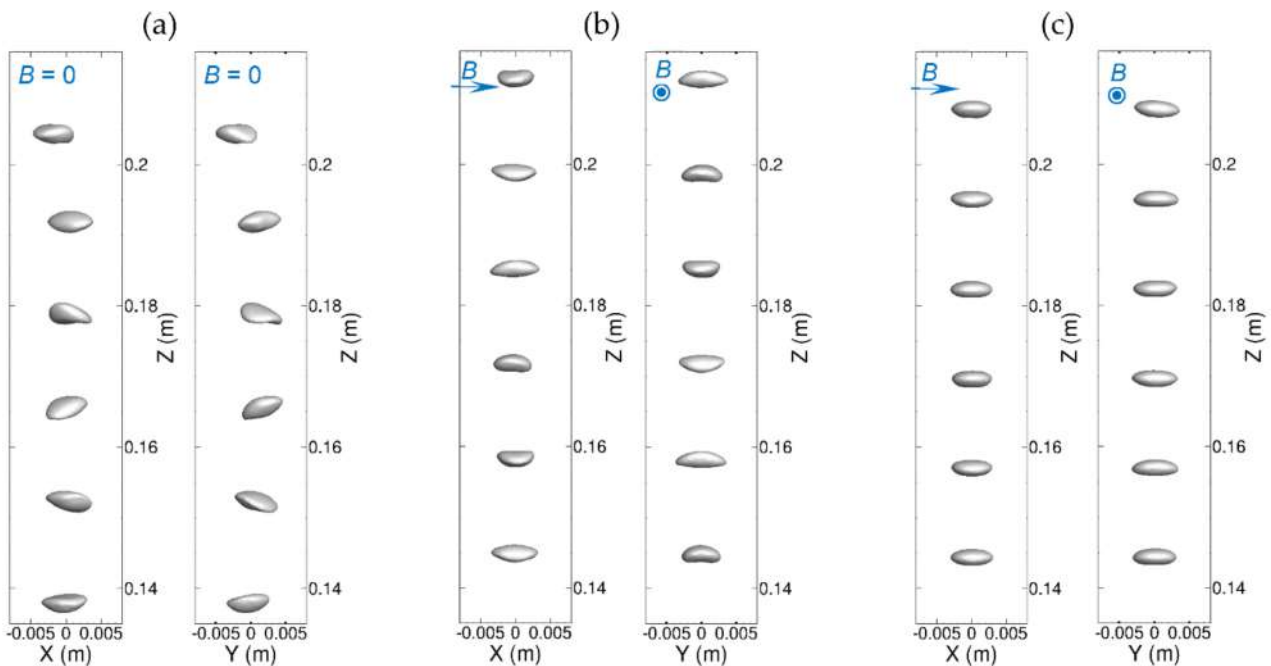 (a) (b) (c)
B = 0 B = 0 B B B B
0.2 0.2 0.2 0.2 0.2 0.2
0.18 0.18 0.18 0.18 0.18 0.18
Z (m) Z (m) Z (m) Z (m) Z (m) Z (m)
0.16 0.16 0.16 0.16 0.16 0.16
0.14 0.14 0.14 0.14 0.14 0.14
-0.005 0 0.005 -0.005 0 0.005 -0.005 0 0.005 -0.005 0 0.005 -0.005 0 0.005 -0.005 0 0.005
X (m) Y (m) X (m) Y (m) X (m) Y (m)